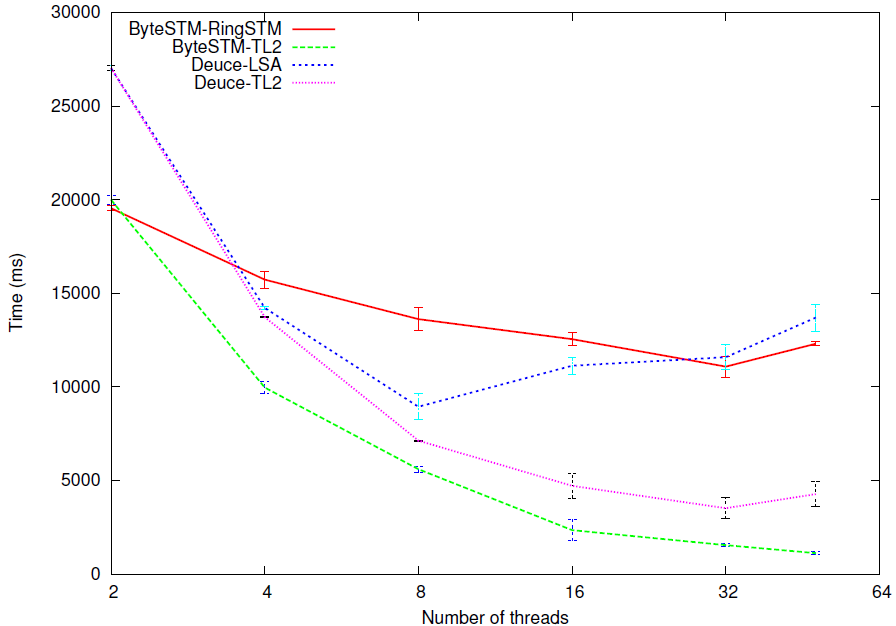 30000
ByteSTM-RingSTM
ByteSTM-TL2
Deuce-LSA
Deuce-TL2
25000
20000
15000
10000
5000
0
Time (ms)
2 4 8 16 32 64
Number of threads